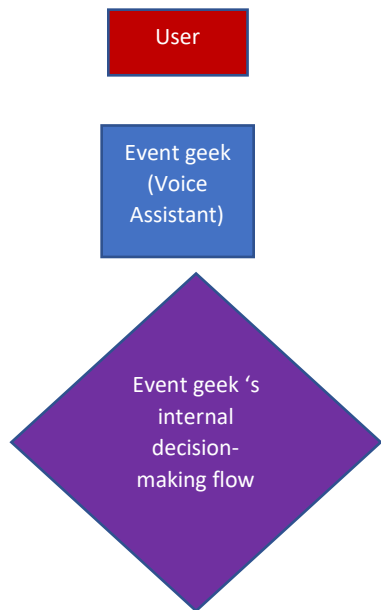 User
Event geek
(Voice
Assistant)
Event geek ‘s
internal
decision-
making flow